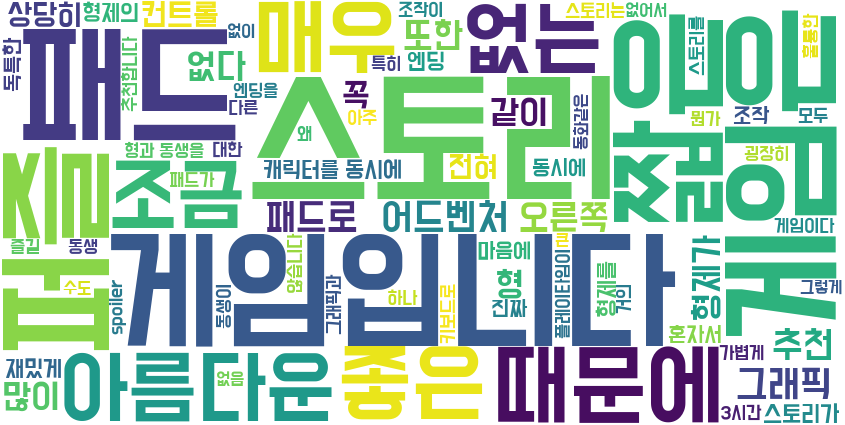 상당히
형제의
컨트롤
매우
조작이
또한
없는
스토리는
없어서
훌륭한
독특한
패드
추천합니다
없다
없이
특히
엔딩
스토리를
짧은
엔딩을
다른
꼭
같이
동화같은
뭔가
조작
모두
스토리
왜
아주
퍼즐
조금
형과 동생을
대한
패드가
캐릭터를
동시에
전혀
동시에
굉장히
게임
패드로
어드벤처
오른쪽
게임이다
즐길
동생
게임입니다
않습니다
마음에
큰
형
형제를
거의
형제가
그렇게
수도
spoiler
동생이
그래픽과
하나
키보드로
진짜
플레이타임이
혼자서
가볍게
추천
재밌게
많이
아름다운
없음
좋은
때문에
그래픽
3시간
스토리가